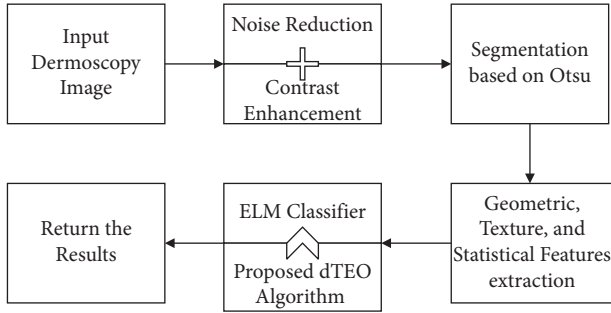 Input
Dermoscopy
Image
Noise Reduction
Contrast
Enhancement
Segmentation
based on Otsu
Geometric,
Texture, and
Statistical Features
extraction
ELM Classifier
Proposed dTEO
Algorithm
Return the
Results